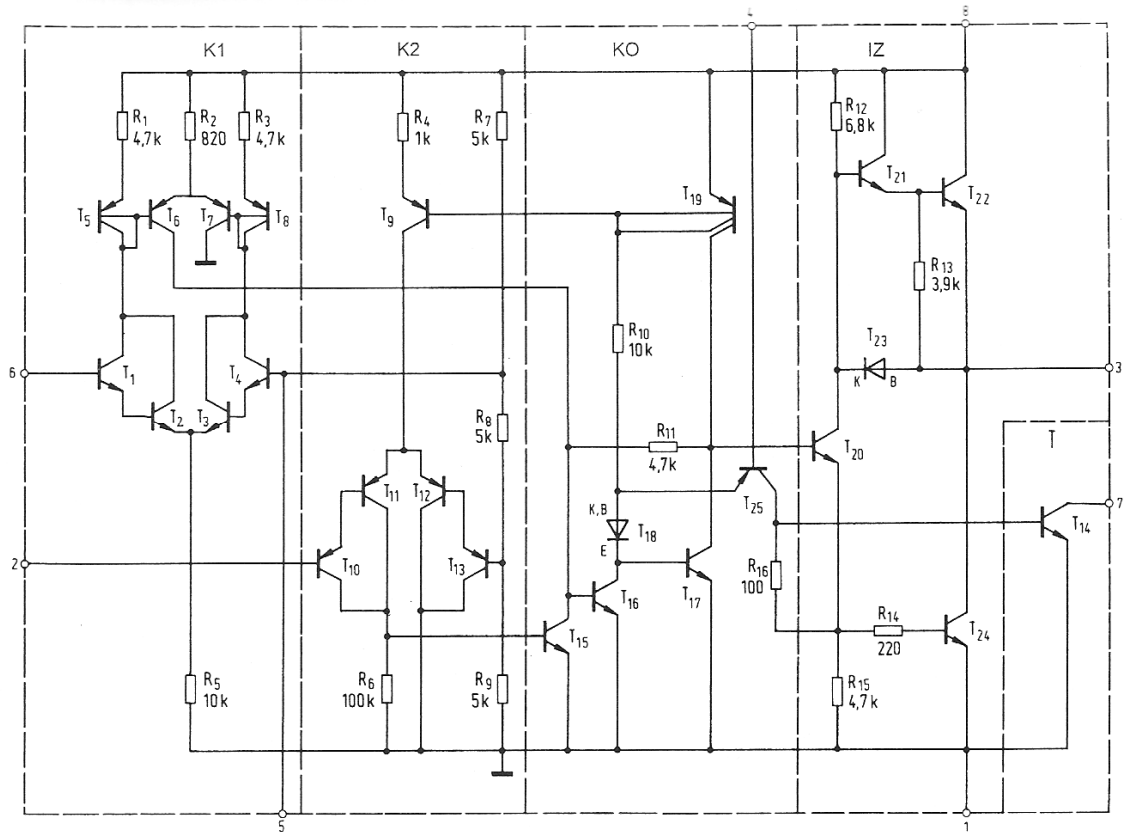 4
8
K1
K2
KO
IZ
R1
4,7k
R2
820
R3
4,7k
R4
1k
R7
5k
R12
6,8k
T5
T6
T7
T8
T9
T19
T21
T22
R13
3,9k
R10
10k
T23
K
B
6
T1
T4
3
T2
T3
R8
5k
R11
4,7k
T20
T
T11
T12
T25
7
K,B
T18
E
T14
2
T10
T13
R16
100
T16
T17
R14
220
T24
T15
R5
10k
R6
100k
R9
5k
R15
4,7k
5
1